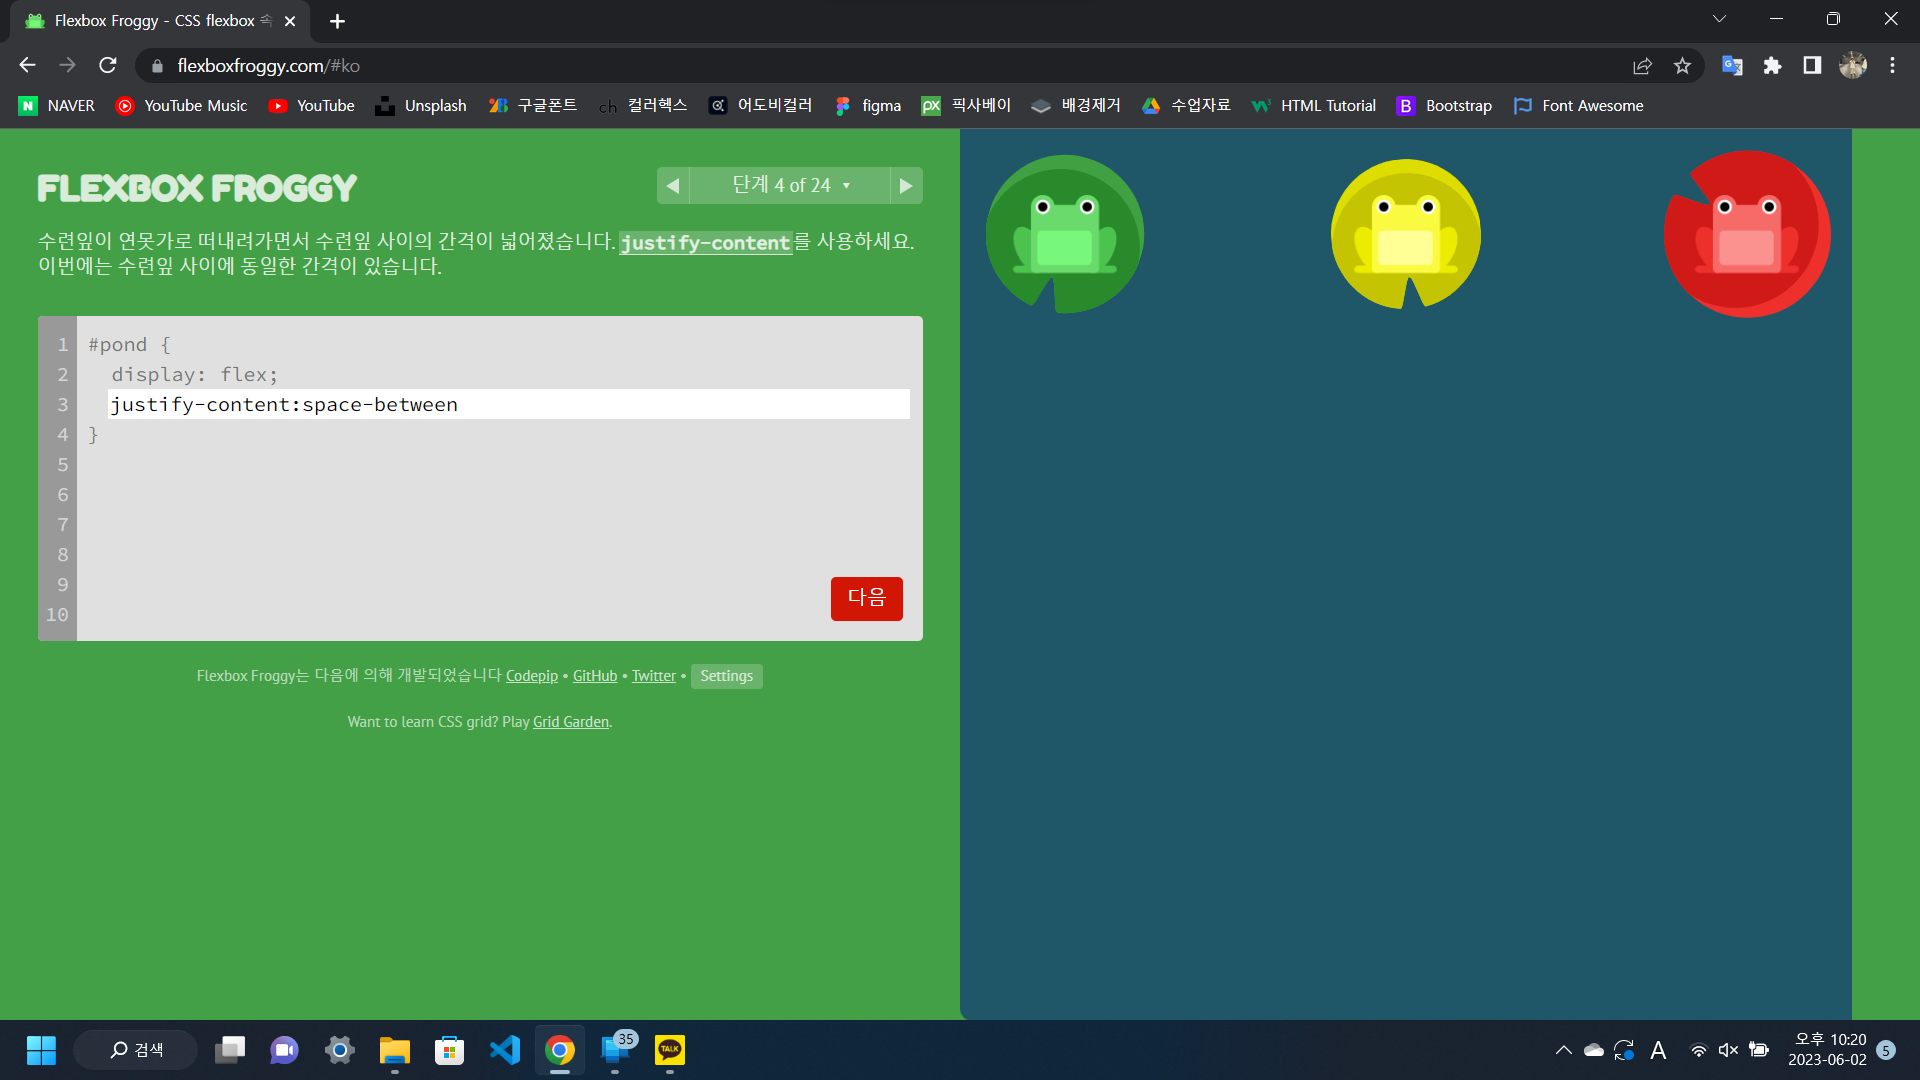 Flexbox Froggy - CSS flexbox 속
flexboxfroggy.com/#ko
NAVER YouTube Music YouTube Unsplash 구글폰트 ch 컬러헥스 어도비컬러 figma px 픽사베이 배경제거 수업자료 HTML Tutorial B Bootstrap Font Awesome
FLEXBOX FROGGY
단계 4 of 24
수련잎이 연못가로 떠내려가면서 수련잎 사이의 간격이 넓어졌습니다. justify-content를 사용하세요.
이번에는 수련잎 사이에 동일한 간격이 있습니다.
1 #pond {
2 display: flex;
3 justify-content:space-between
4 }
5
6
7
8
9
10
다음
Flexbox Froggy는 다음에 의해 개발되었습니다 Codepip • GitHub • Twitter • Settings
Want to learn CSS grid? Play Grid Garden.
검색
35
TALK
A
오후 10:20
2023-06-02
5